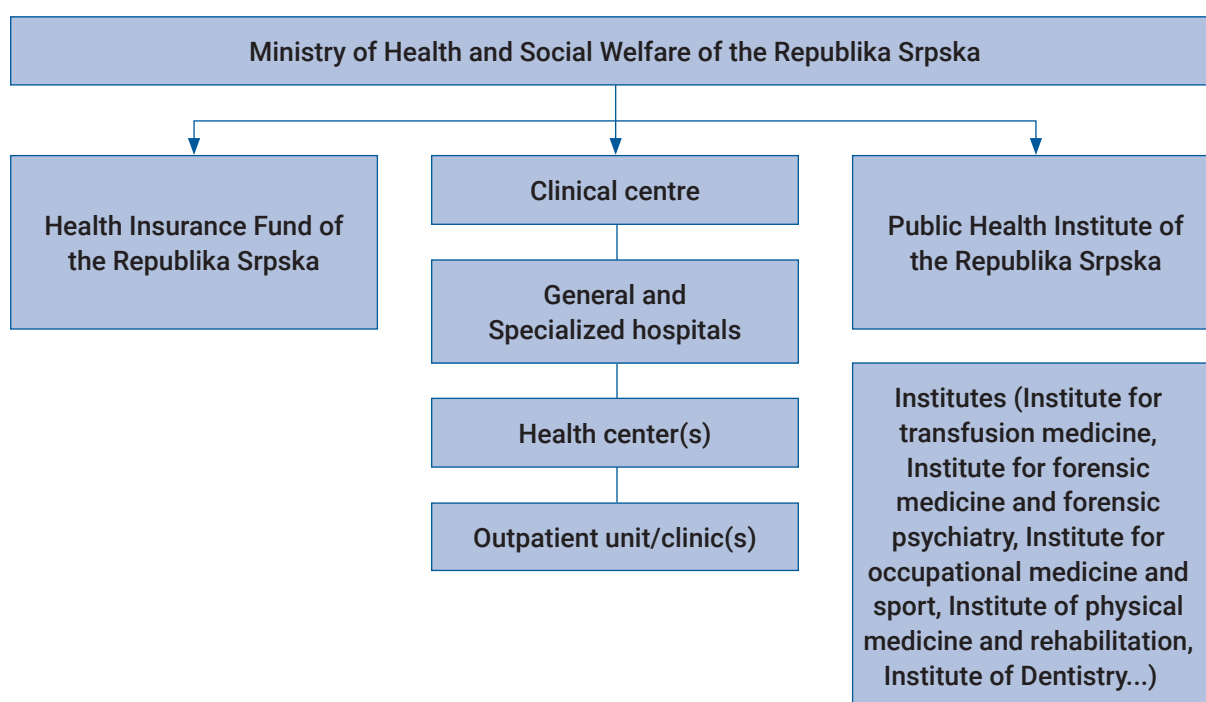 Ministry of Health and Social Welfare of the Republika Srpska
Health Insurance Fund of
the Republika Srpska
Clinical centre
General and
Specialized hospitals
Health center(s)
Outpatient unit/clinic(s)
Public Health Institute of
the Republika Srpska
Institutes (Institute for
transfusion medicine,
Institute for forensic
medicine and forensic
psychiatry, Institute for
occupational medicine and
sport, Institute of physical
medicine and rehabilitation,
Institute of Dentistry...)